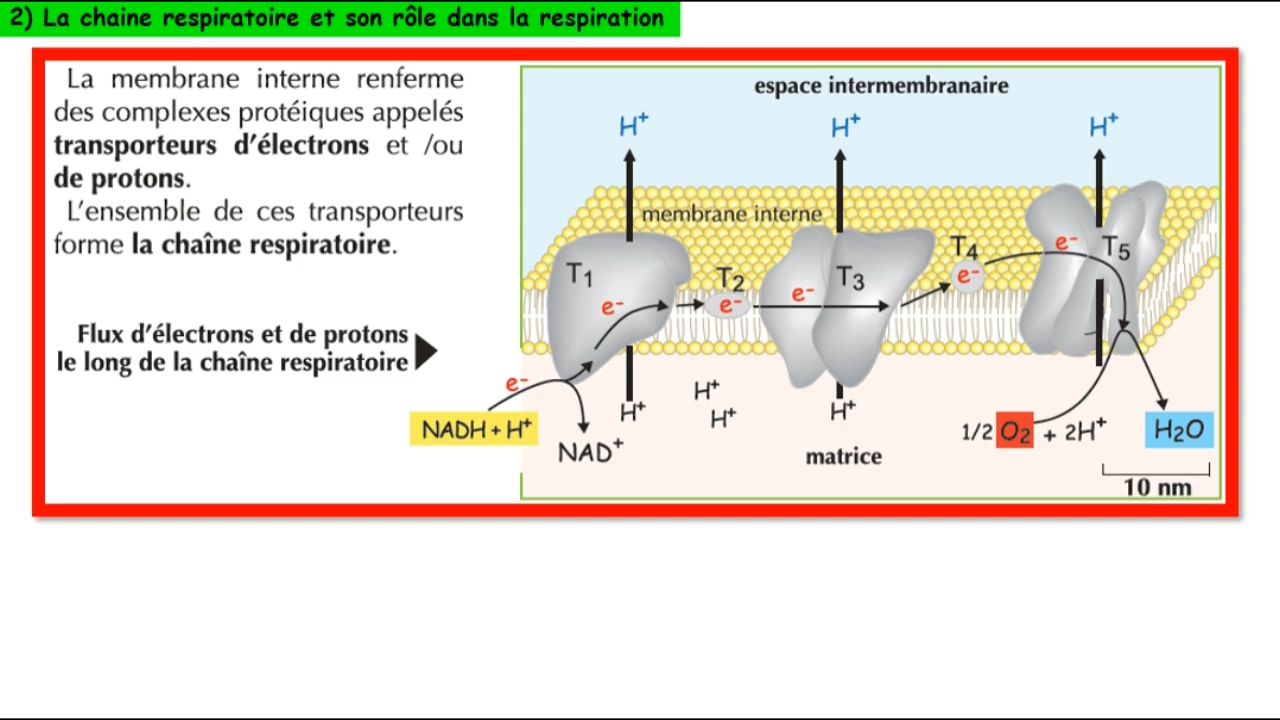 2) La chaine respiratoire et son rôle dans la respiration
La membrane interne renferme
des complexes protéiques appelés
transporteurs d'électrons et /ou
de protons.
L'ensemble de ces transporteurs
forme la chaîne respiratoire.
Flux d'électrons et de protons
le long de la chaîne respiratoire
espace intermembranaire
H⁺ H⁺ H⁺
membrane interne
T1 T2 T3 T4 T5
e- e- e- e- e-
e-
NADH + H⁺
NAD⁺
H⁺
H⁺
H⁺
H⁺
matrice
1/2 O2 + 2H⁺
H2O
10 nm